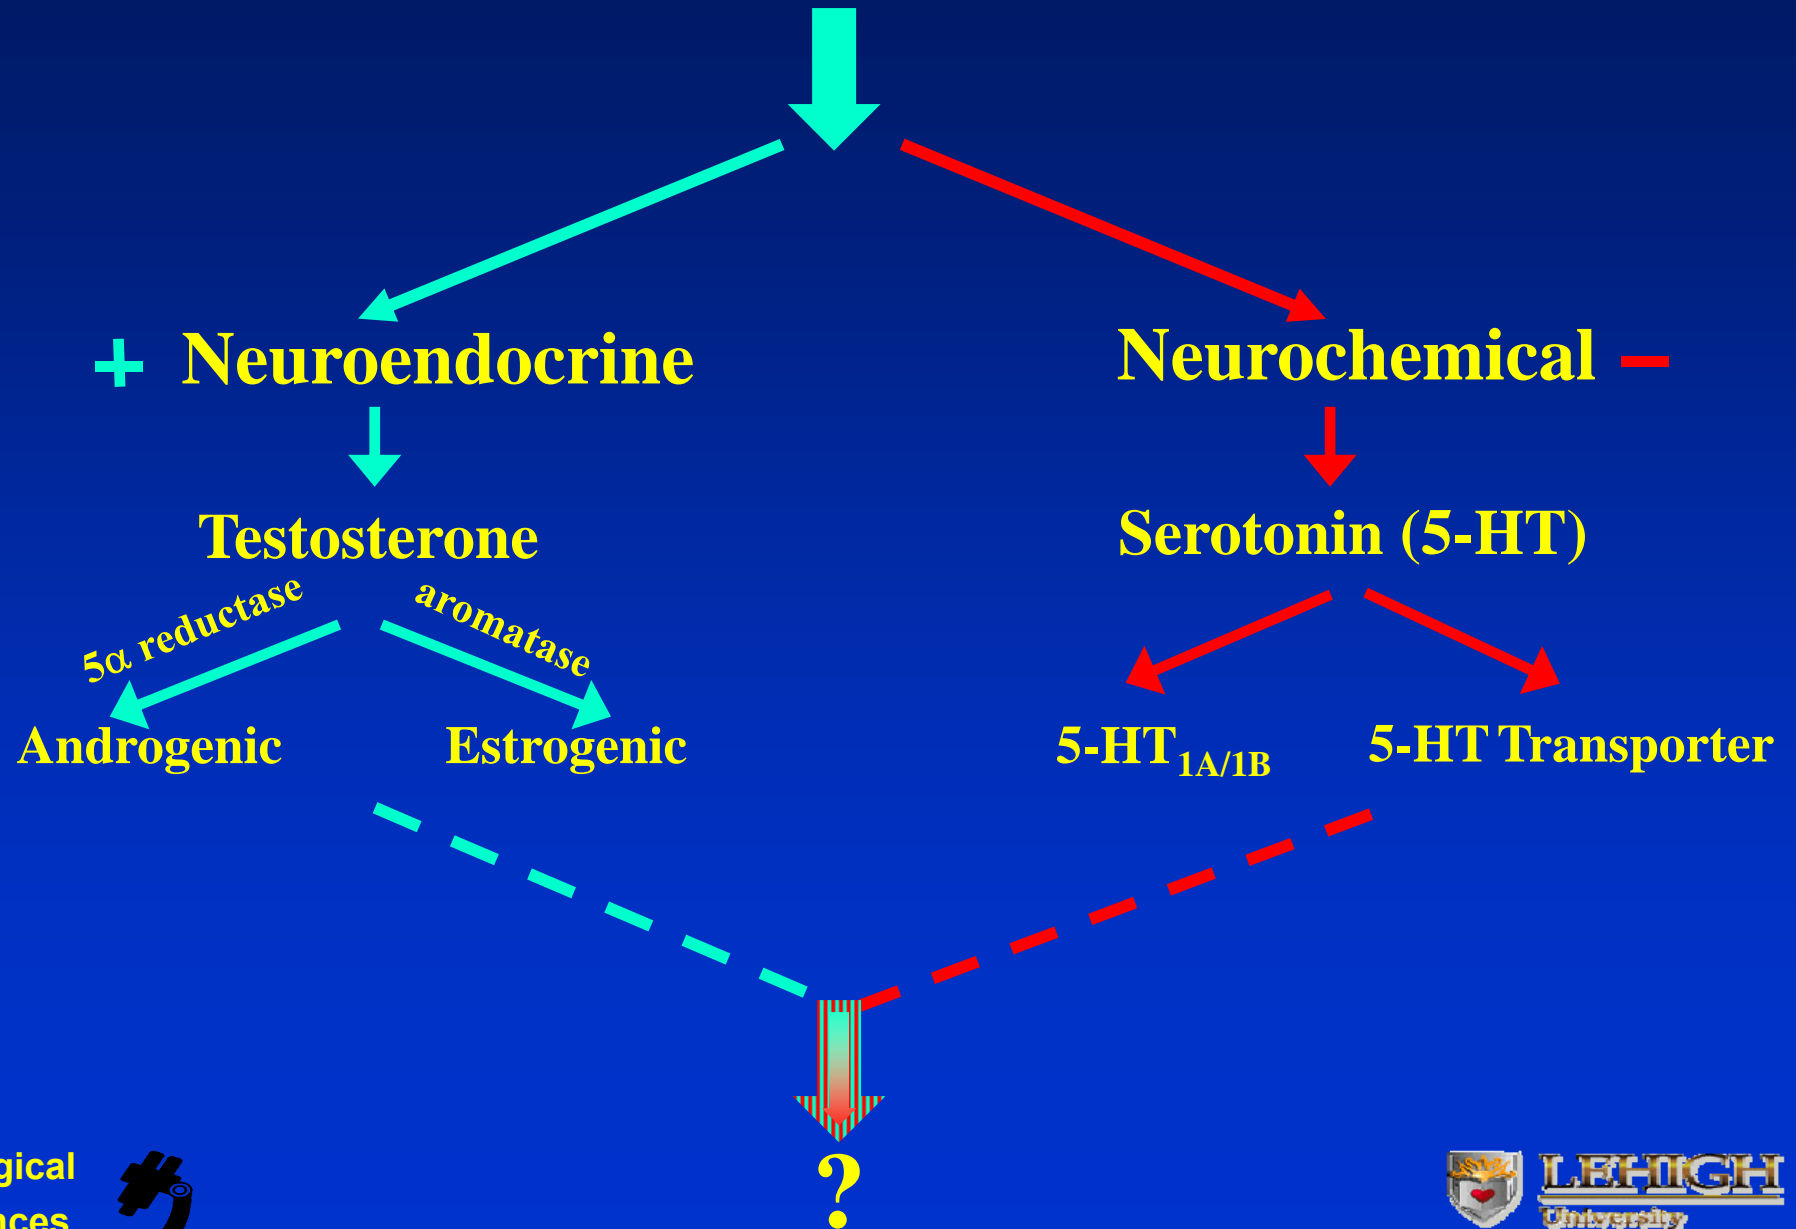 + Neuroendocrine
Neurochemical –
Testosterone
Serotonin (5-HT)
5α reductase
aromatase
Androgenic
Estrogenic
5-HT1A/1B
5-HT Transporter
?
gical
nces
LEHIGH
University